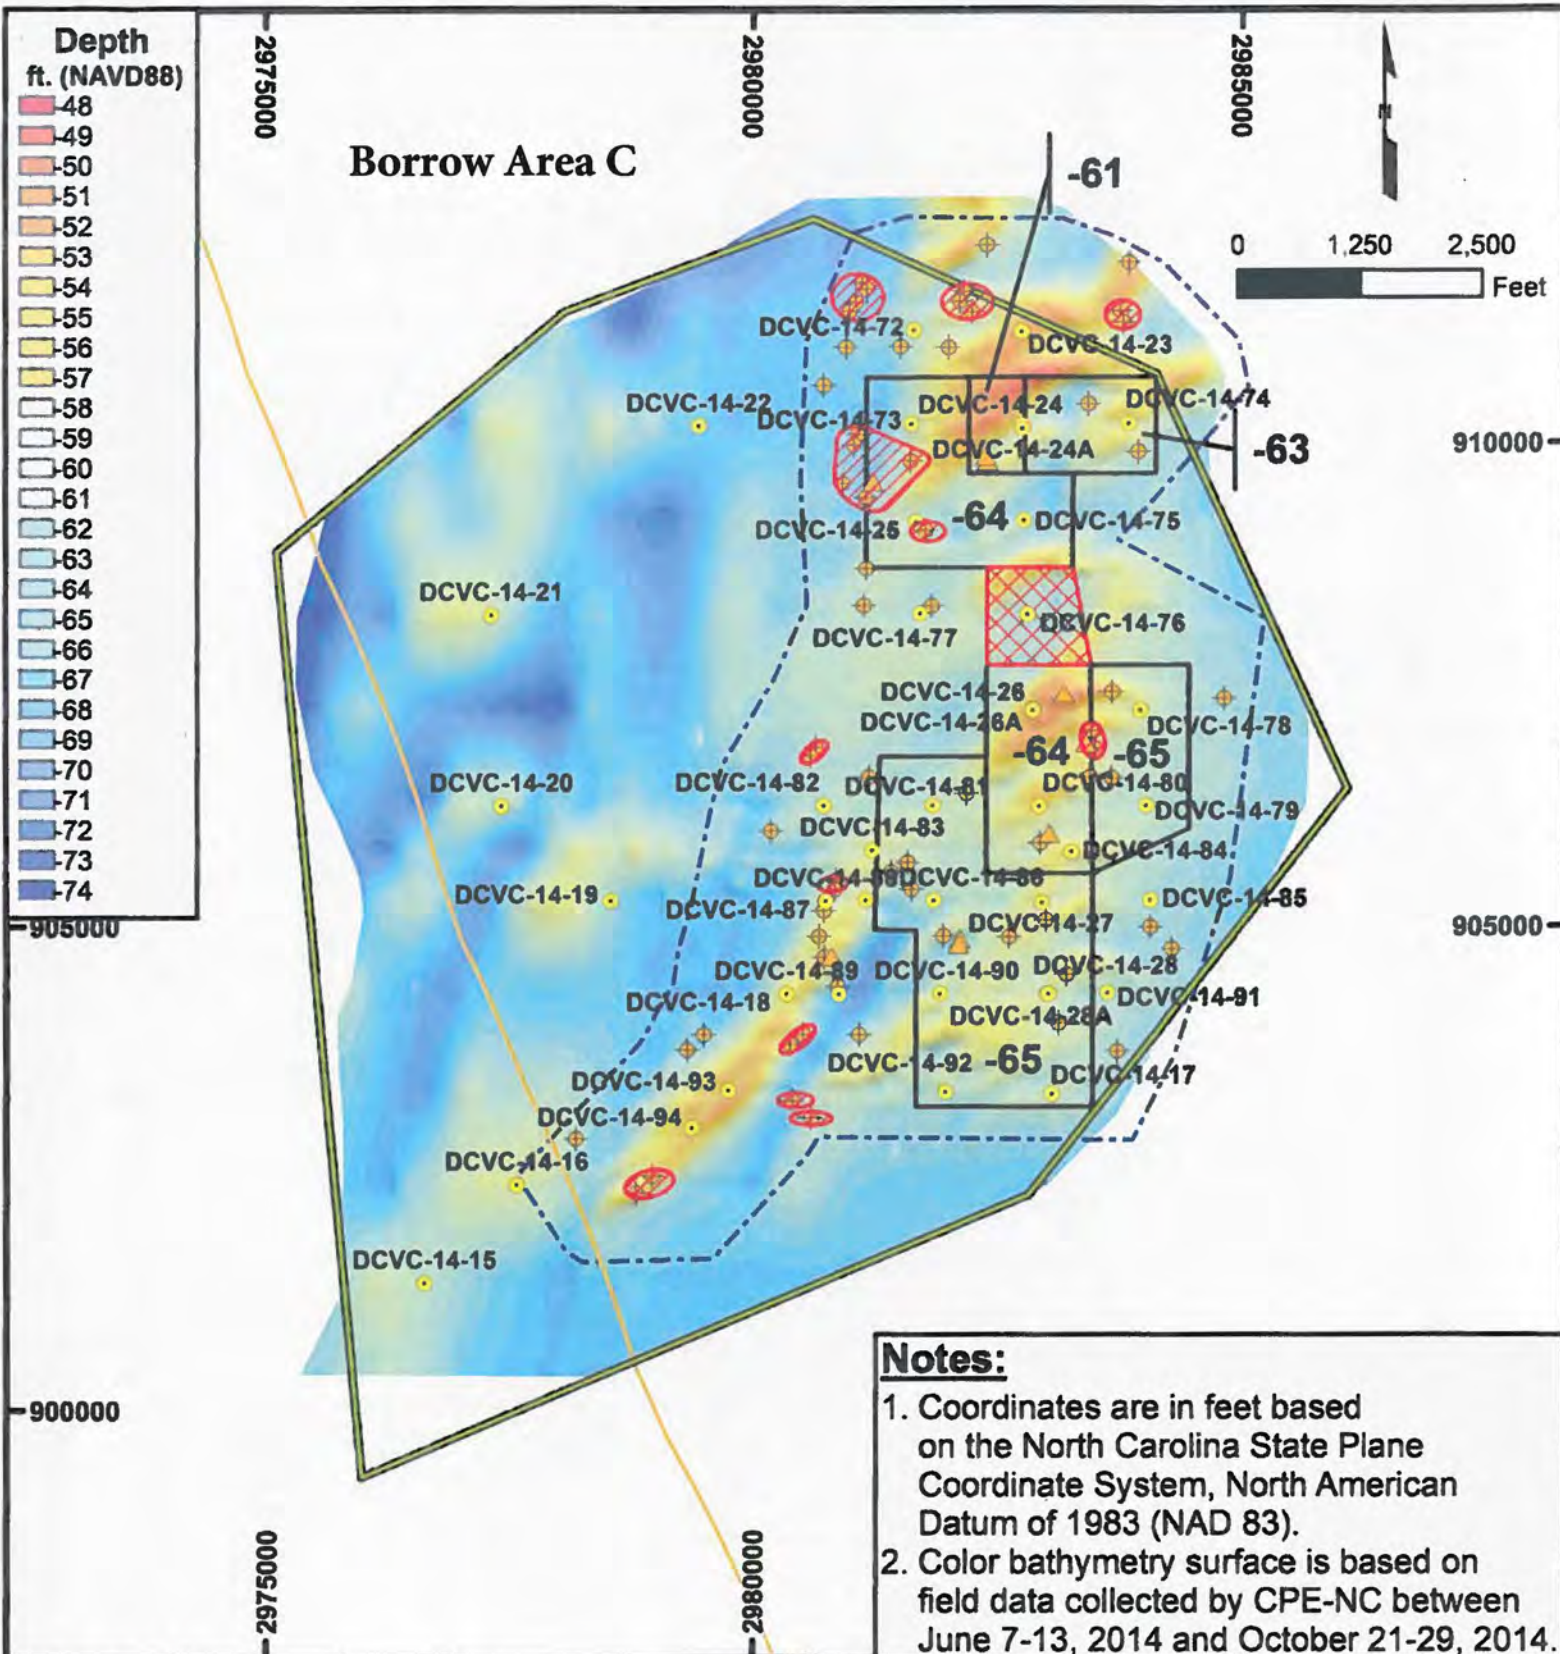 Depth
ft. (NAVD88)
-48
-49
-50
-51
-52
-53
-54
-55
-56
-57
-58
-59
-60
-61
-62
-63
-64
-65
-66
-67
-68
-69
-70
-71
-72
-73
-74
2975000
2980000
2985000
Borrow Area C
-61
0 1,250 2,500
Feet
DCVC-14-72
DCVC-14-23
DCVC-14-22
DCVC-14-73
DCVC-14-24
DCVC-14-74
DCVC-14-24A
-63
910000
-64
DCVC-14-25
DCVC-14-75
DCVC-14-21
DCVC-14-77
DCVC-14-76
DCVC-14-26
DCVC-14-26A
DCVC-14-78
-64
-65
DCVC-14-20
DCVC-14-82
DCVC-14-81
DCVC-14-80
DCVC-14-79
DCVC-14-83
DCVC-14-84
DCVC-14-86
DCVC-14-19
DCVC-14-87
DCVC-14-85
DCVC-14-27
905000
905000
DCVC-14-89
DCVC-14-90
DCVC-14-28
DCVC-14-18
DCVC-14-91
DCVC-14-28A
DCVC-14-92
-65
DCVC-14-17
DCVC-14-93
DCVC-14-94
DCVC-14-16
DCVC-14-15
900000
2975000
2980000
Notes:
1. Coordinates are in feet based
on the North Carolina State Plane
Coordinate System, North American
Datum of 1983 (NAD 83).
2. Color bathymetry surface is based on
field data collected by CPE-NC between
June 7-13, 2014 and October 21-29, 2014.